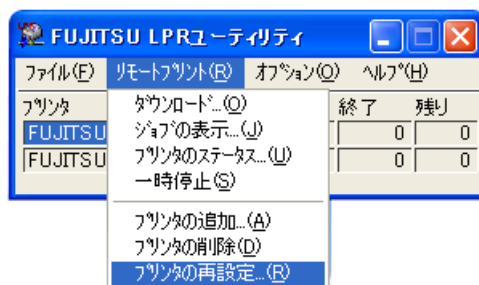 FUJITSU LPRユーティリティ
ファイル(F) リモートプリント(R) オプション(O) ヘルプ(H)
プリンタ 終了 残り
FUJITSU 0 0
FUJITSU 0 0
ダウンロード...(O)
ジョブの表示...(J)
プリンタのステータス...(U)
一時停止(S)
プリンタの追加...(A)
プリンタの削除(D)
プリンタの再設定...(R)